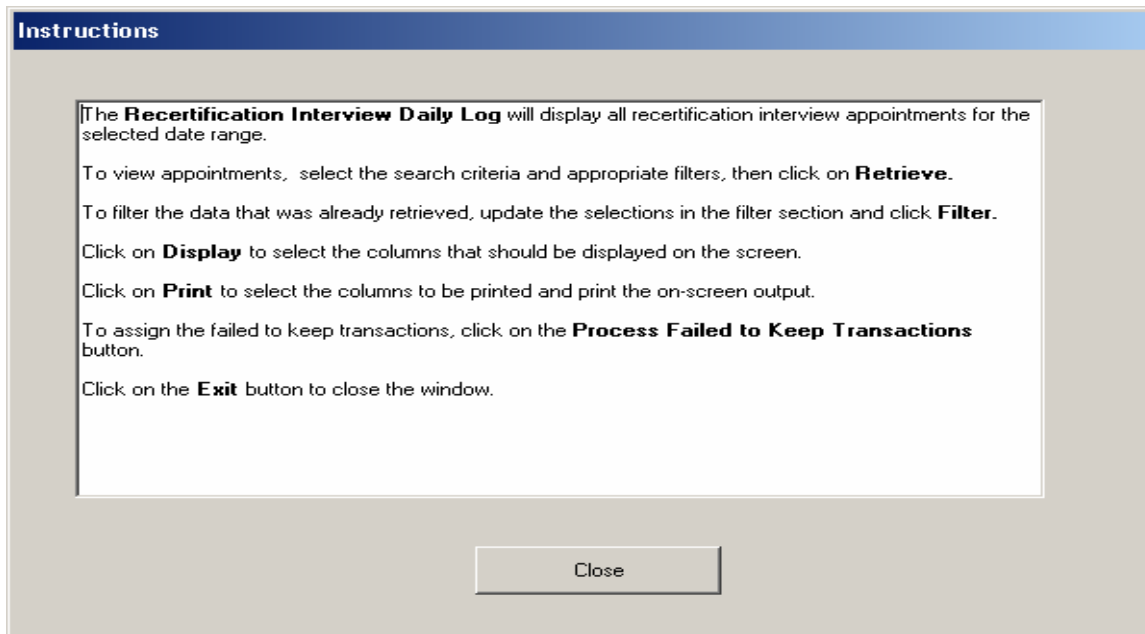 Instructions
The Recertification Interview Daily Log will display all recertification interview appointments for the
selected date range.
To view appointments,  select the search criteria and appropriate filters, then click on Retrieve.
To filter the data that was already retrieved, update the selections in the filter section and click Filter.
Click on Display to select the columns that should be displayed on the screen.
Click on Print to select the columns to be printed and print the on-screen output.
To assign the failed to keep transactions, click on the Process Failed to Keep Transactions
button.
Click on the Exit button to close the window.
Close